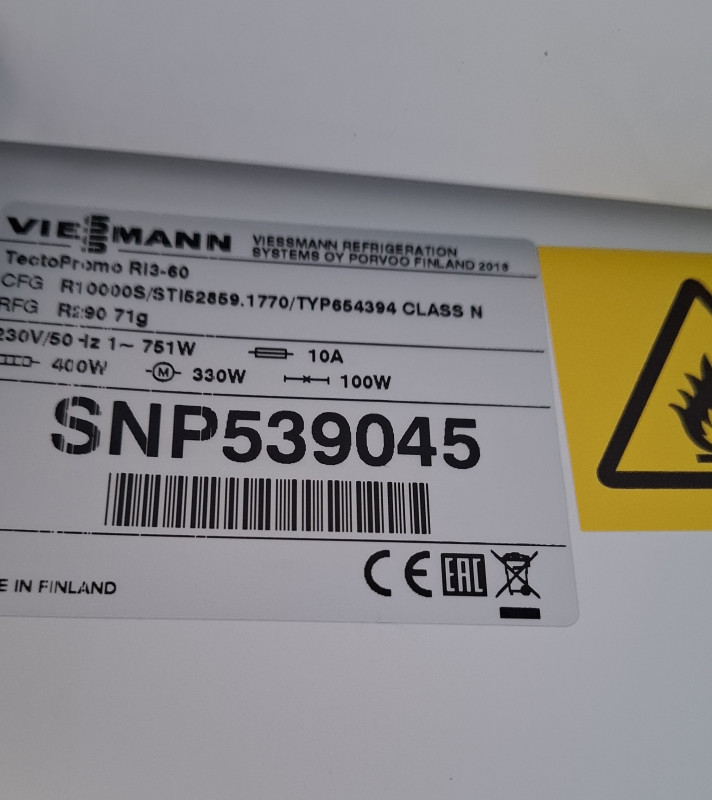 VIESSMANN
VIESSMANN REFRIGERATION
SYSTEMS OY PORVOO FINLAND 2018
TectoPromo RI3-60
CFG R10000S/STI52859.1770/TYP654394 CLASS N
RFG R290 71g
230V/50 Hz 1~ 751W 10A
400W M 330W 100W
SNP539045
E IN FINLAND
CE EAC